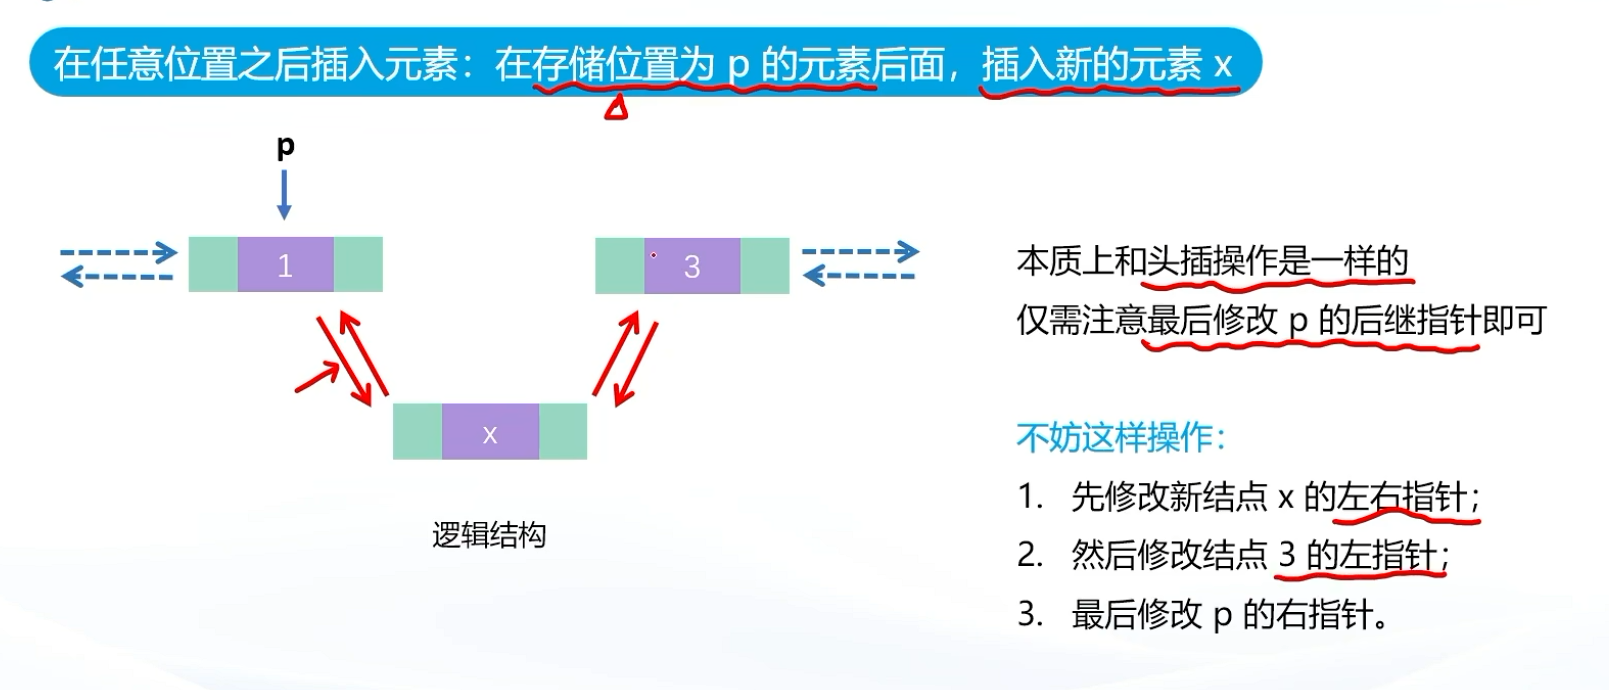 在任意位置之后插入元素：在存储位置为 p 的元素后面，插入新的元素 x
p
1
3
x
逻辑结构
本质上和头插操作是一样的
仅需注意最后修改 p 的后继指针即可
不妨这样操作：
1. 先修改新结点 x 的左右指针；
2. 然后修改结点 3 的左指针；
3. 最后修改 p 的右指针。